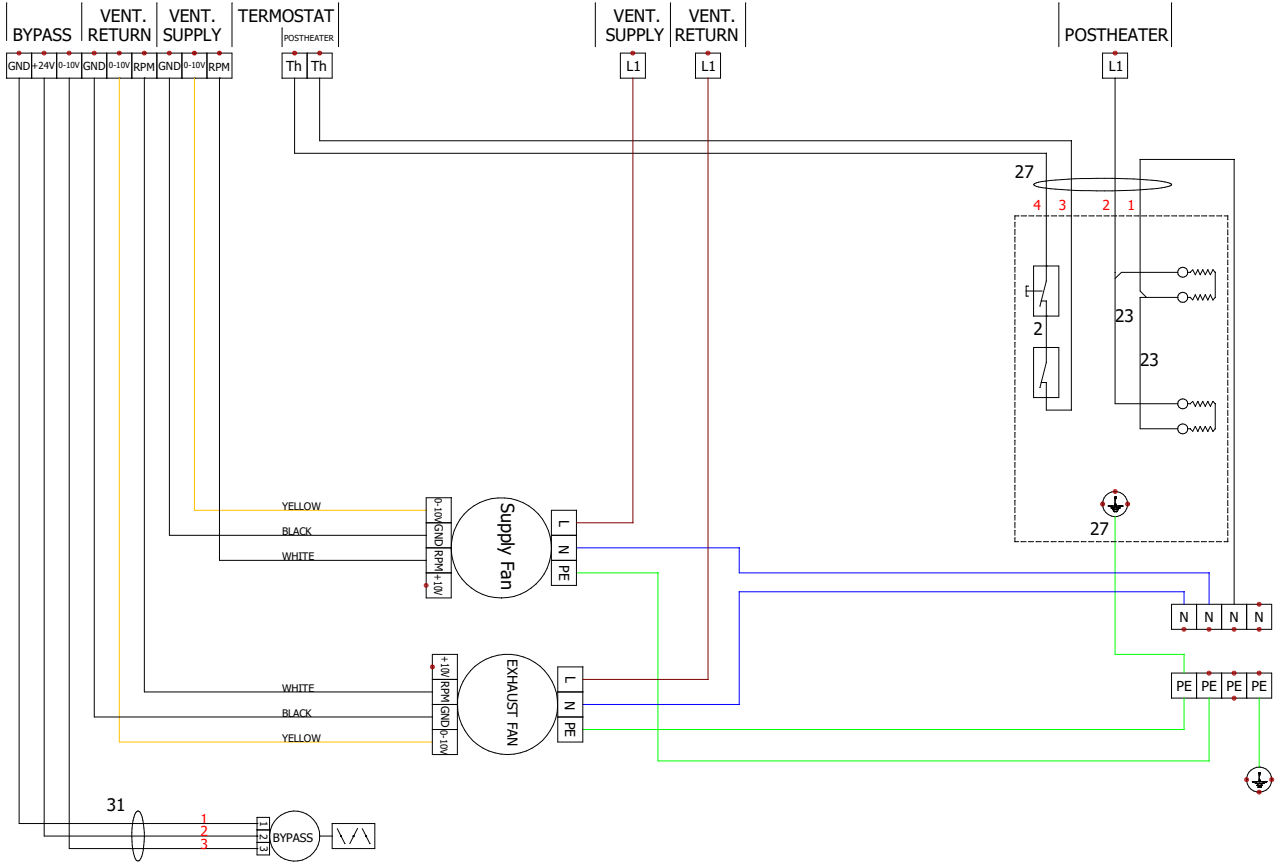 BYPASS
VENT. RETURN
VENT. SUPPLY
TERMOSTAT
POSTHEATER
VENT. SUPPLY
VENT. RETURN
POSTHEATER
GND +24V 0-10V GND 0-10V RPM GND 0-10V RPM
Th Th
L1
L1
L1
27
4 3 2 1
2
23
23
27
YELLOW
BLACK
WHITE
0-10V
GND
RPM
+10V
Supply Fan
L
N
PE
N N N N
WHITE
BLACK
YELLOW
+10V
RPM
GND
0-10V
EXHAUST FAN
L
N
PE
PE PE PE PE
31
1
2
3
1
2
3
BYPASS